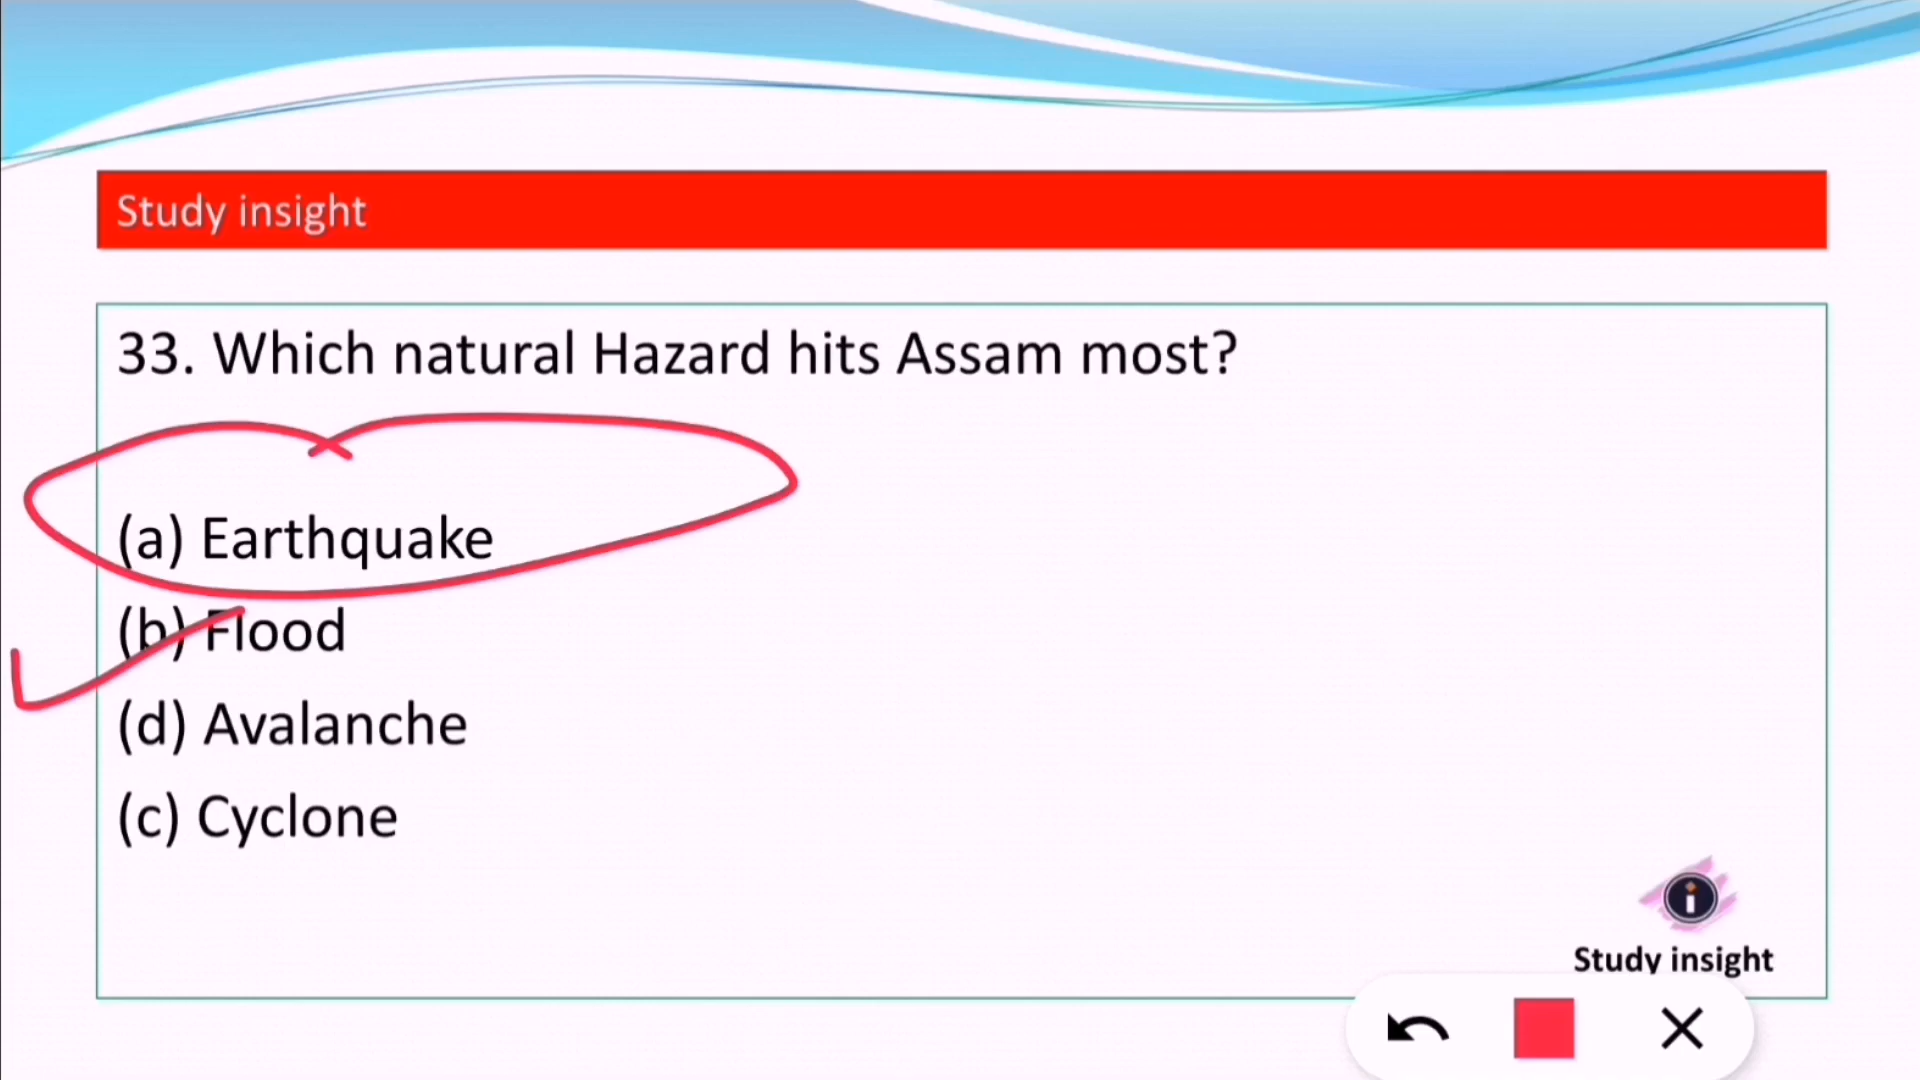 Study insight
33. Which natural Hazard hits Assam most?
(a) Earthquake
(b) Flood
(d) Avalanche
(c) Cyclone
Study insight